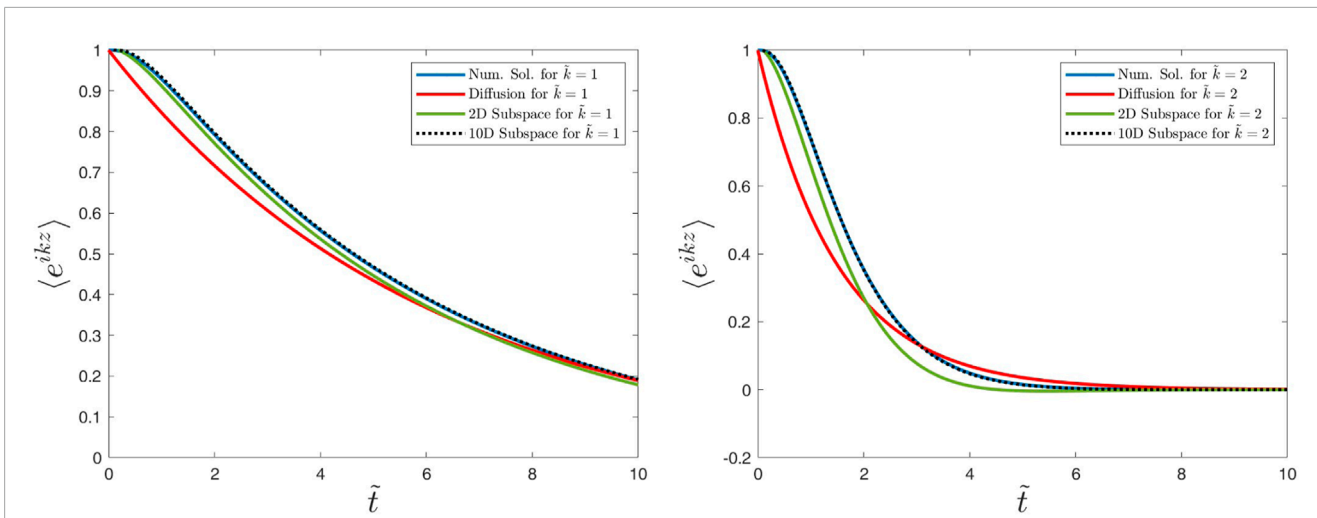 1
0.9
0.8
0.7
0.6
0.5
0.4
0.3
0.2
0.1
0
0 2 4 6 8 10
⟨e^{ikz}⟩
t̃
Num. Sol. for k̃ = 1
Diffusion for k̃ = 1
2D Subspace for k̃ = 1
10D Subspace for k̃ = 1
1
0.8
0.6
0.4
0.2
0
-0.2
0 2 4 6 8 10
⟨e^{ikz}⟩
t̃
Num. Sol. for k̃ = 2
Diffusion for k̃ = 2
2D Subspace for k̃ = 2
10D Subspace for k̃ = 2